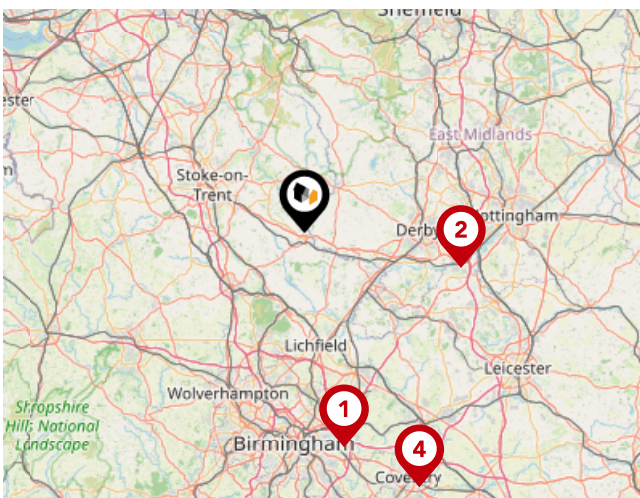 Sheffield
East Midlands
Stoke-on-
Trent
Nottingham
Derby
2
Lichfield
Leicester
Wolverhampton
Shropshire
Hills National
Landscape
1
Birmingham
4
Coventry